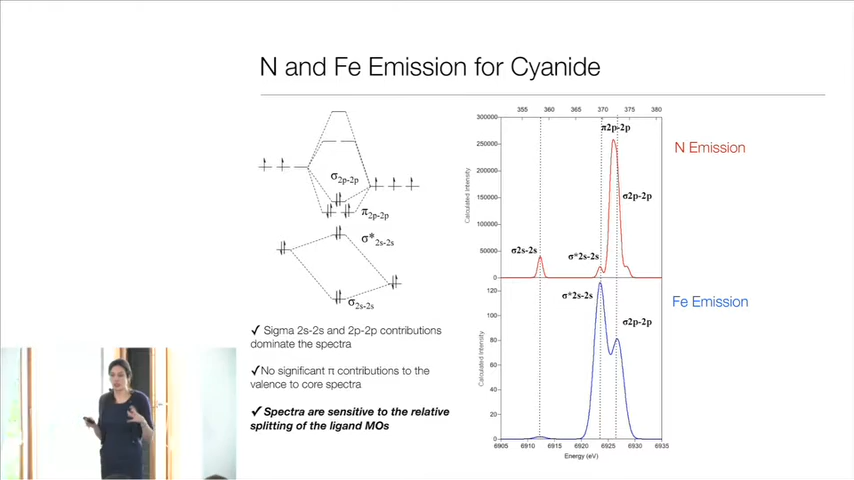 N and Fe Emission for Cyanide
σ2p-2p
π2p-2p
σ*2s-2s
σ2s-2s
✓ Sigma 2s-2s and 2p-2p contributions
dominate the spectra
✓No significant π contributions to the
valence to core spectra
✓Spectra are sensitive to the relative
splitting of the ligand MOs
355 360 365 370 375 380
300000
250000
200000
150000
100000
50000
0
Calculated Intensity
π2p-2p
σ2p-2p
σ2s-2s
σ*2s-2s
N Emission
120
100
80
60
40
20
0
Calculated Intensity
σ*2s-2s
σ2p-2p
Fe Emission
6905 6910 6915 6920 6925 6930 6935
Energy (eV)